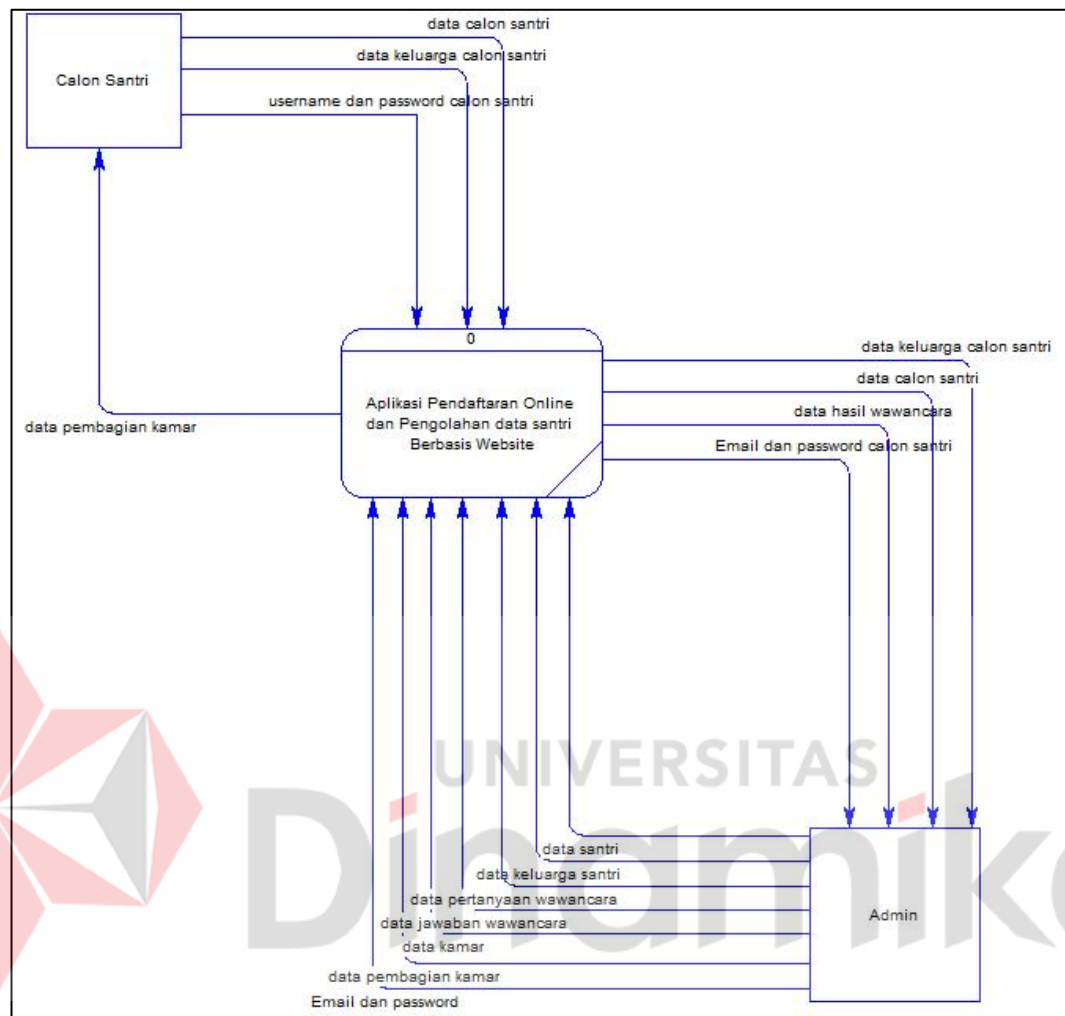 data calon santri
data keluarga calon santri
Calon Santri
username dan password calon santri
0
data keluarga calon santri
Aplikasi Pendaftaran Online
dan Pengolahan data santri
Berbasis Website
data calon santri
data hasil wawancara
data pembagian kamar
Email dan password calon santri
UNIVERSITAS
Dinamika
data santri
data keluarga santri
data pertanyaan wawancara
data jawaban wawancara
data kamar
data pembagian kamar
Email dan password
Admin